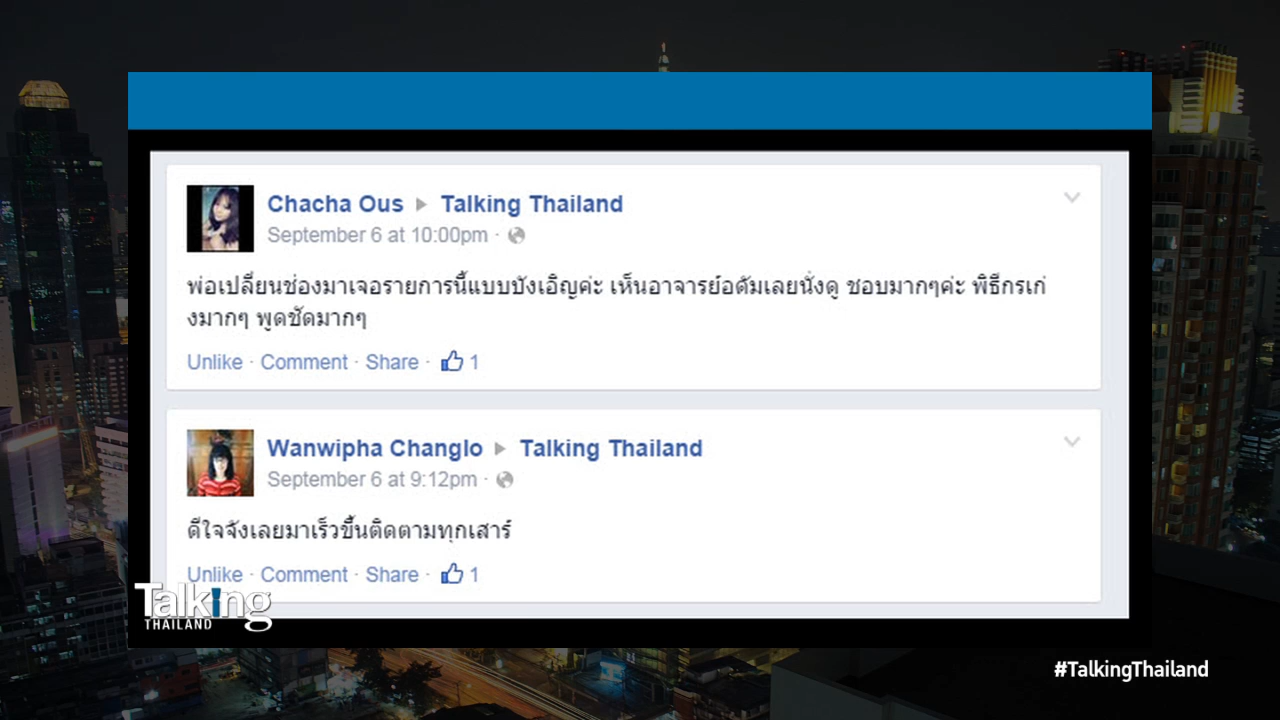 Chacha Ous ▸ Talking Thailand
September 6 at 10:00pm ·
พ่อเปลี่ยนช่องมาเจอรายการนี้แบบบังเอิญค่ะ เห็นอาจารย์อดัมเลยนั่งดู ชอบมากๆค่ะ พิธีกรเก่
งมากๆ พูดชัดมากๆ
Unlike · Comment · Share · 1
Wanwipha Changlo ▸ Talking Thailand
September 6 at 9:12pm ·
ดีใจจังเลยมาเร็วขึ้นติดตามทุกเสาร์
Unlike · Comment · Share · 1
Talking
THAILAND
#TalkingThailand